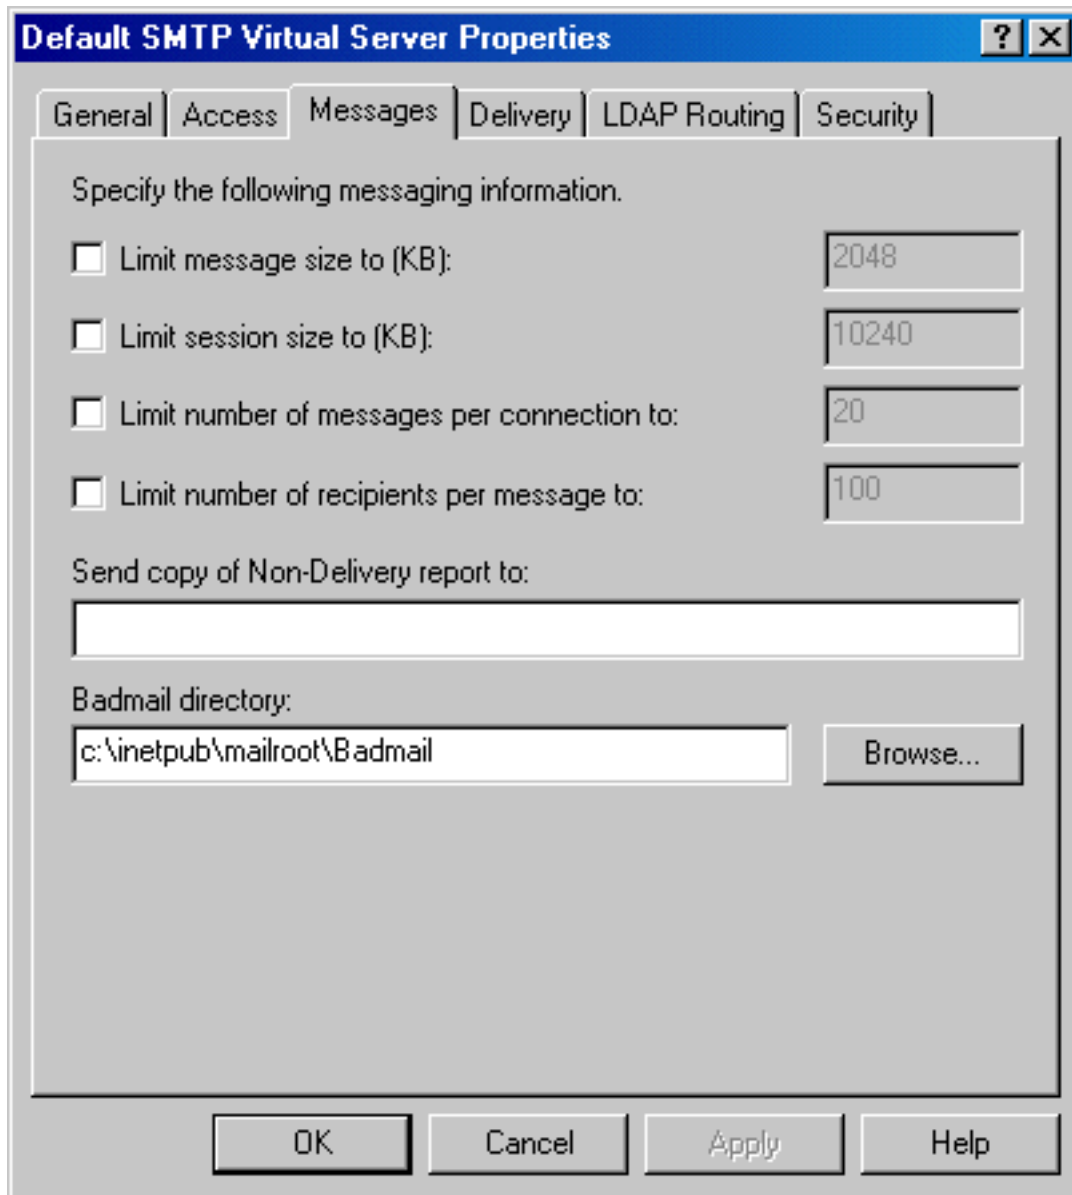 Default SMTP Virtual Server Properties
General Access Messages Delivery LDAP Routing Security
Specify the following messaging information.
Limit message size to (KB): 2048
Limit session size to (KB): 10240
Limit number of messages per connection to: 20
Limit number of recipients per message to: 100
Send copy of Non-Delivery report to:
Badmail directory:
c:\inetpub\mailroot\Badmail Browse...
OK Cancel Apply Help